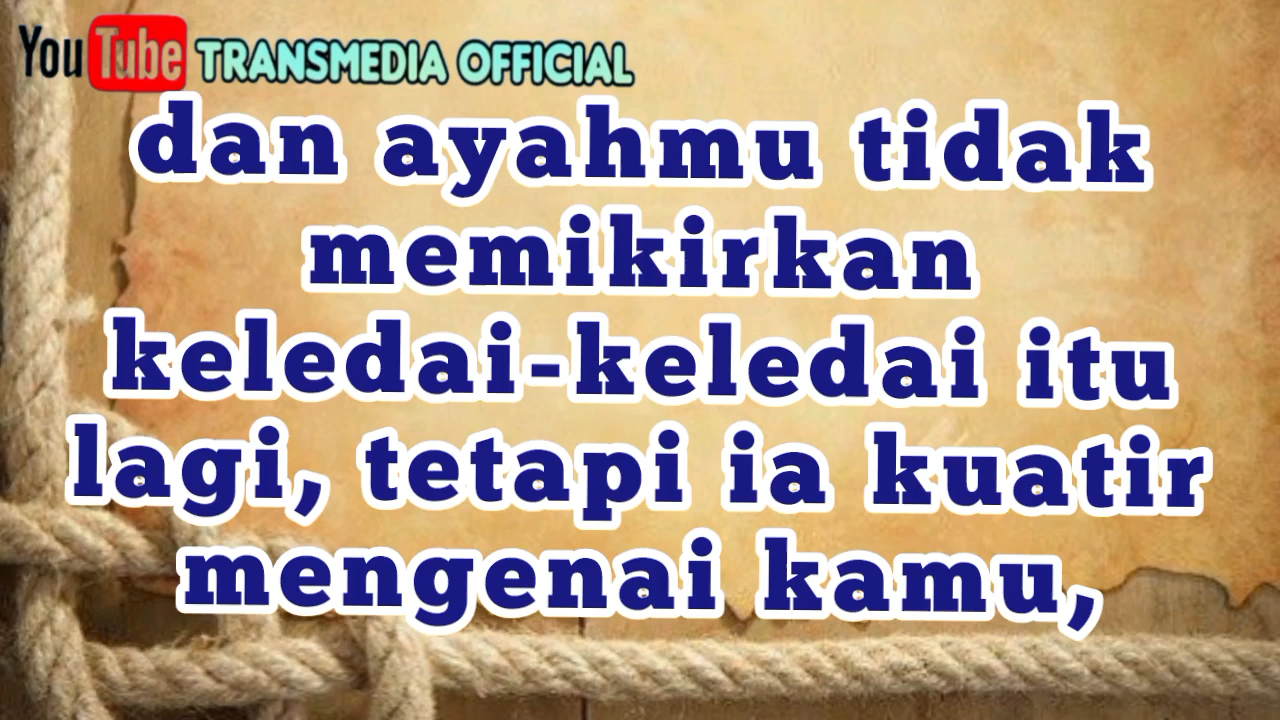 YouTube TRANSMEDIA OFFICIAL
dan ayahmu tidak
memikirkan
keledai-keledai itu
lagi, tetapi ia kuatir
mengenai kamu,